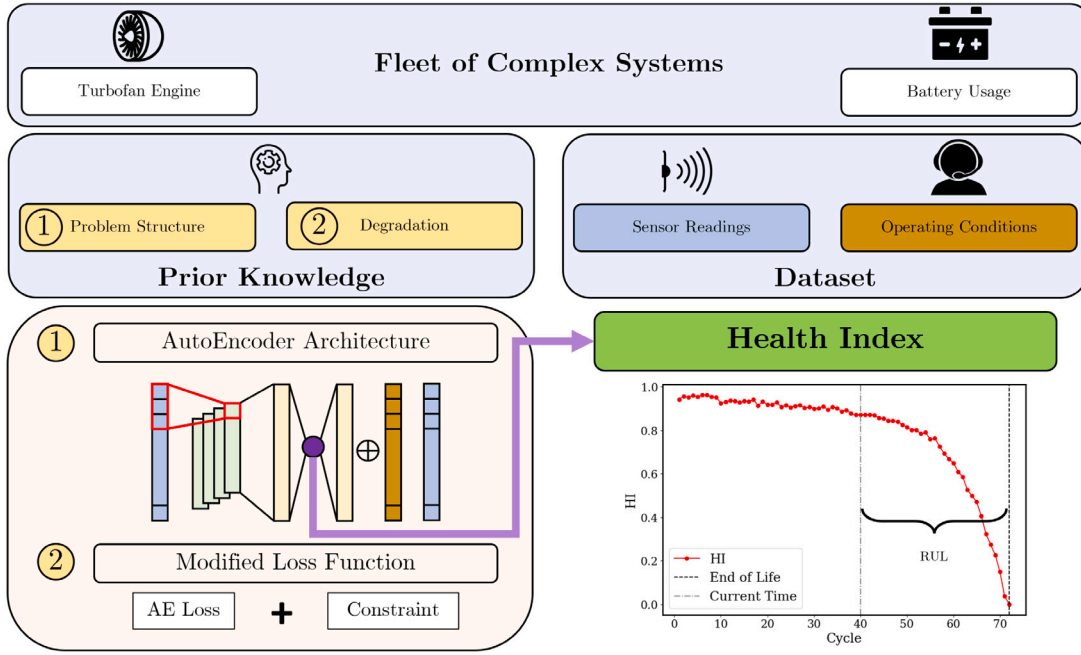 Fleet of Complex Systems
Turbofan Engine
Battery Usage
1 Problem Structure
2 Degradation
Prior Knowledge
Sensor Readings
Operating Conditions
Dataset
1 AutoEncoder Architecture
2 Modified Loss Function
AE Loss + Constraint
Health Index
1.0
0.8
0.6
0.4
0.2
0.0
HI
RUL
HI
End of Life
Current Time
0 10 20 30 40 50 60 70
Cycle